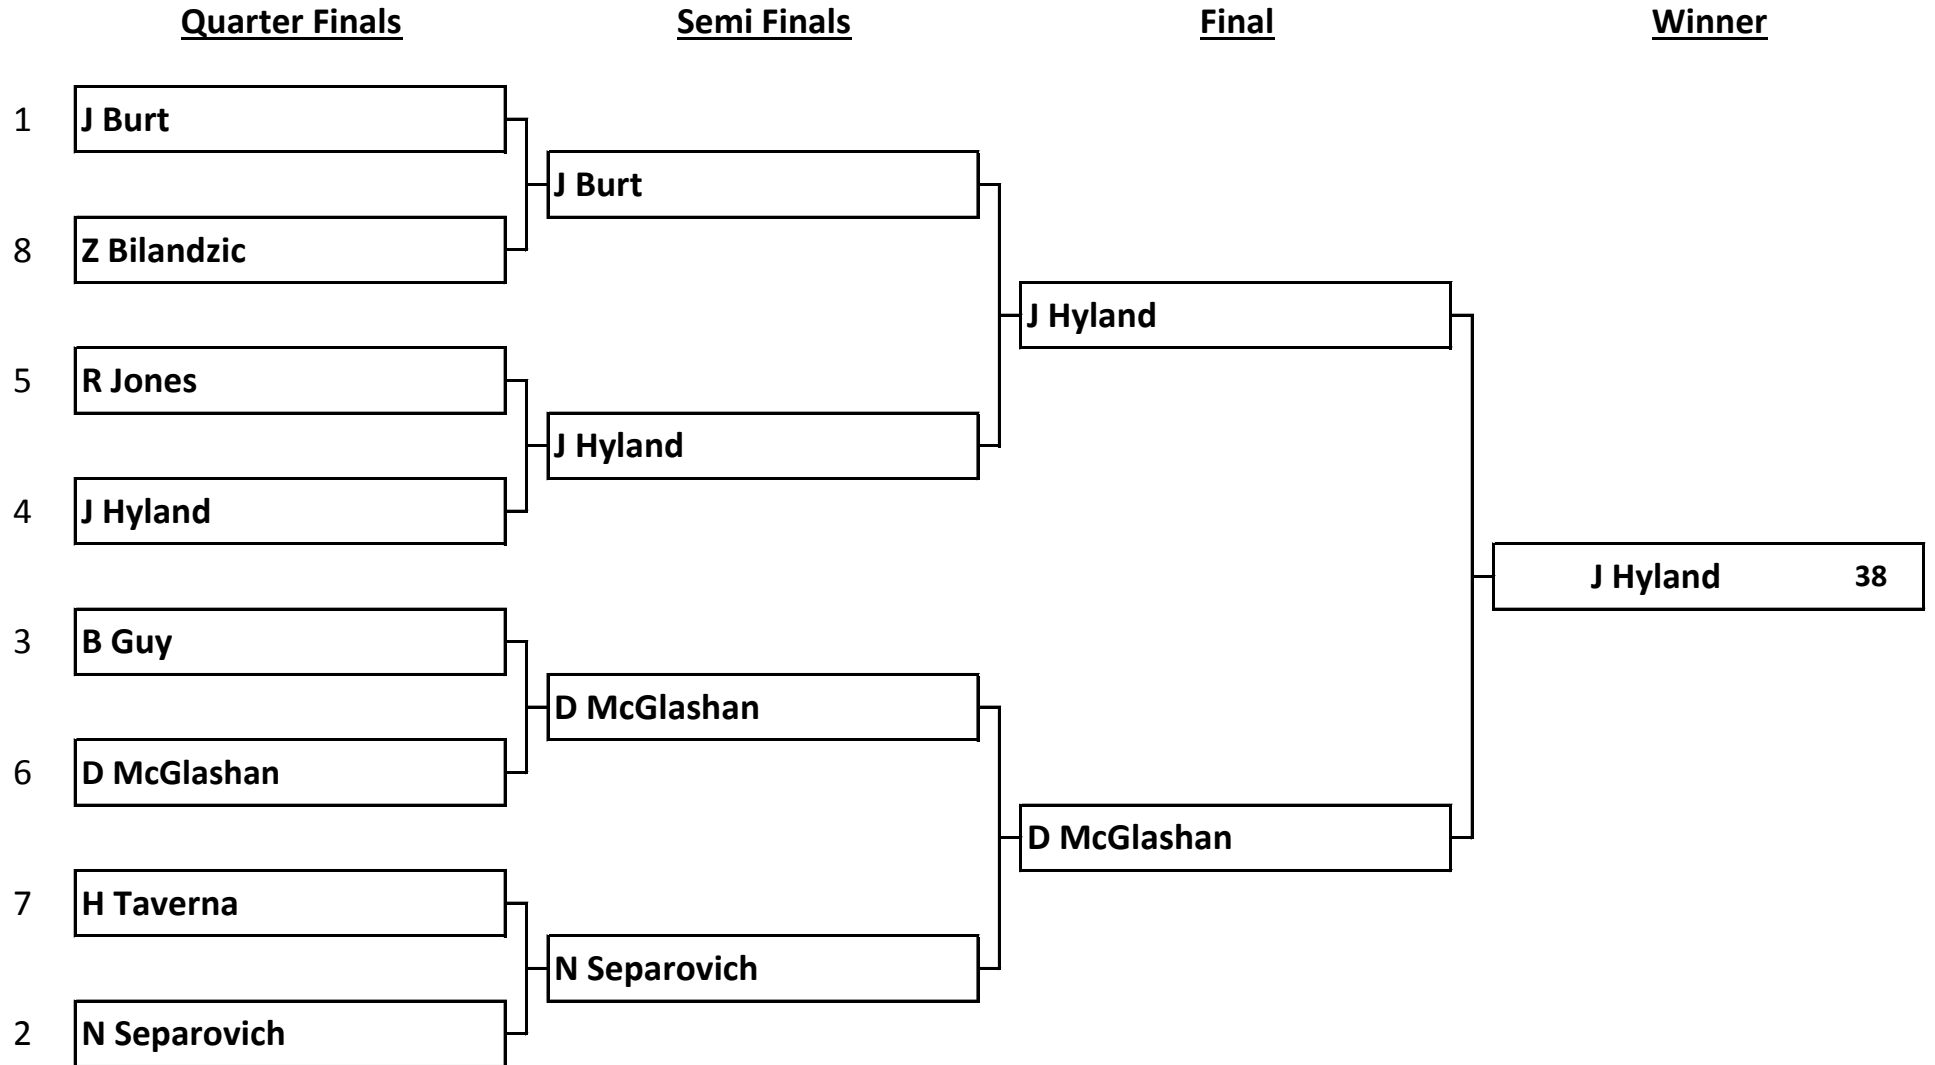 Quarter Finals
Semi Finals
Final
Winner
1 J Burt
J Burt
8 Z Bilandzic
J Hyland
5 R Jones
J Hyland
4 J Hyland
J Hyland 38
3 B Guy
D McGlashan
6 D McGlashan
D McGlashan
7 H Taverna
N Separovich
2 N Separovich